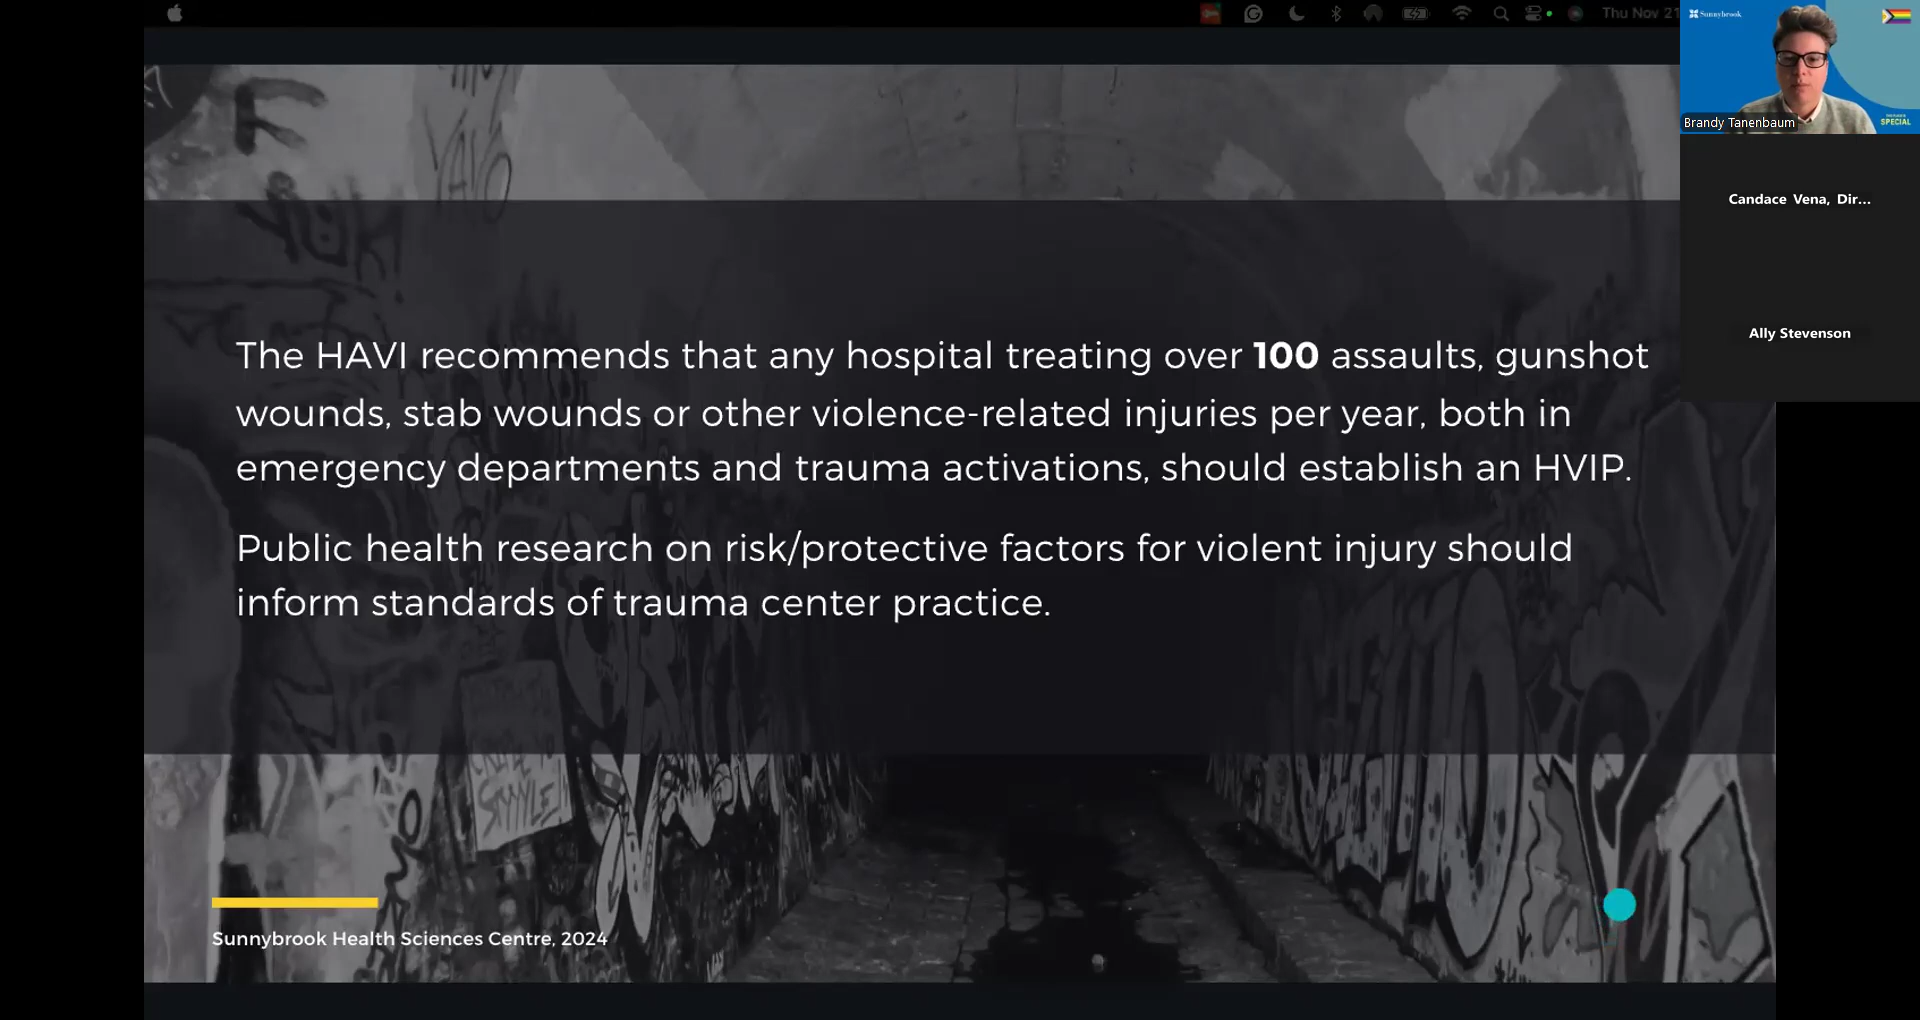 Thu Nov 21
Sunnybrook
SPECIAL
Brandy Tanenbaum
Candace Vena, Dir...
Ally Stevenson
The HAVI recommends that any hospital treating over 100 assaults, gunshot
wounds, stab wounds or other violence-related injuries per year, both in
emergency departments and trauma activations, should establish an HVIP.
Public health research on risk/protective factors for violent injury should
inform standards of trauma center practice.
Sunnybrook Health Sciences Centre, 2024